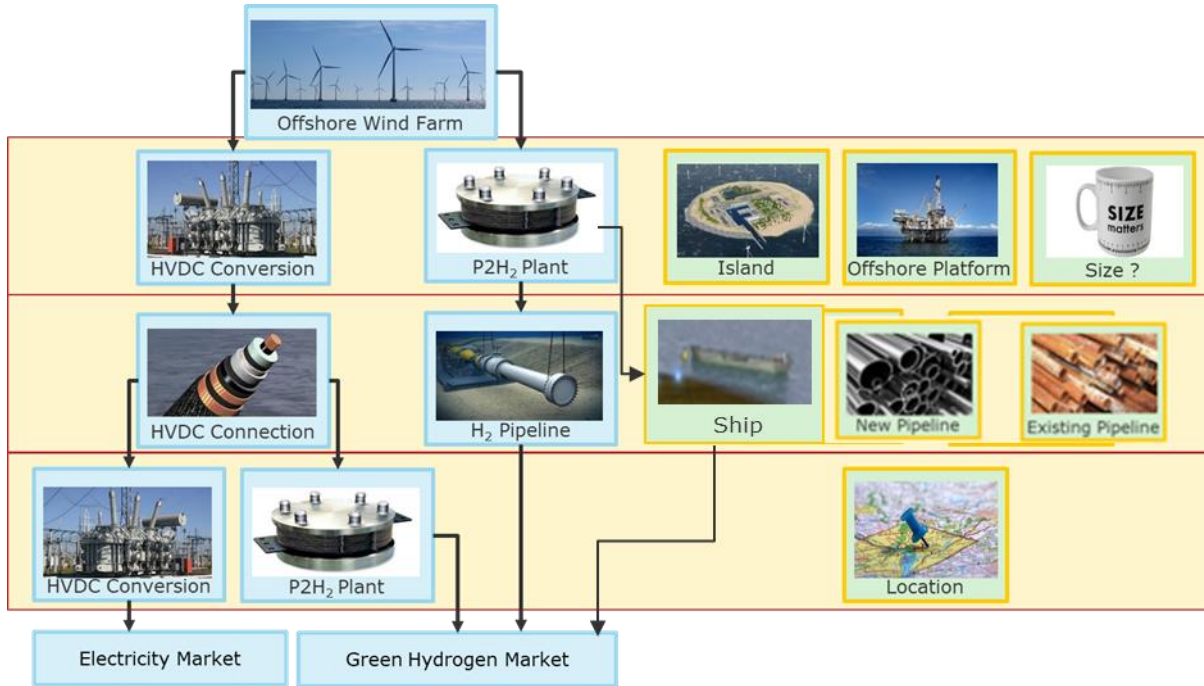 Offshore Wind Farm
HVDC Conversion
P2H₂ Plant
Island
Offshore Platform
SIZE
matters
Size ?
HVDC Connection
H₂ Pipeline
Ship
New Pipeline
Existing Pipeline
HVDC Conversion
P2H₂ Plant
Location
Electricity Market
Green Hydrogen Market